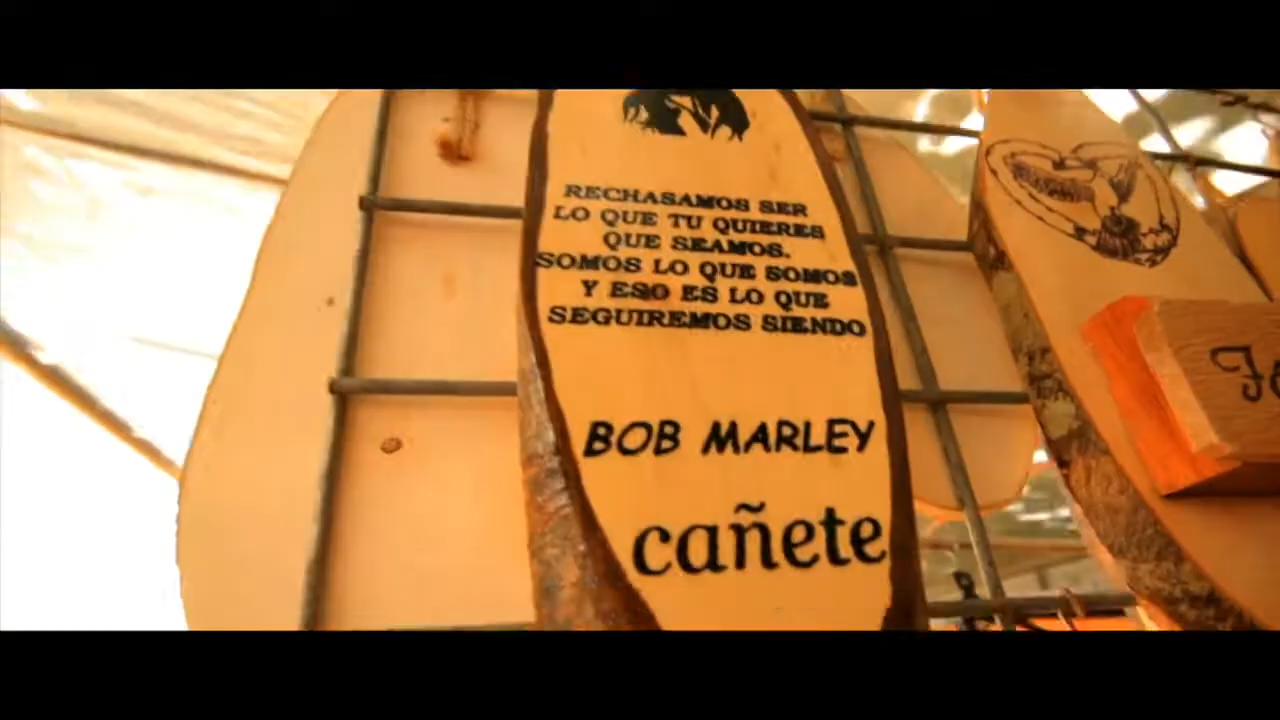 RECHASAMOS SER
LO QUE TU QUIERES
QUE SEAMOS.
SOMOS LO QUE SOMOS
Y ESO ES LO QUE
SEGUIREMOS SIENDO
BOB MARLEY
cañete